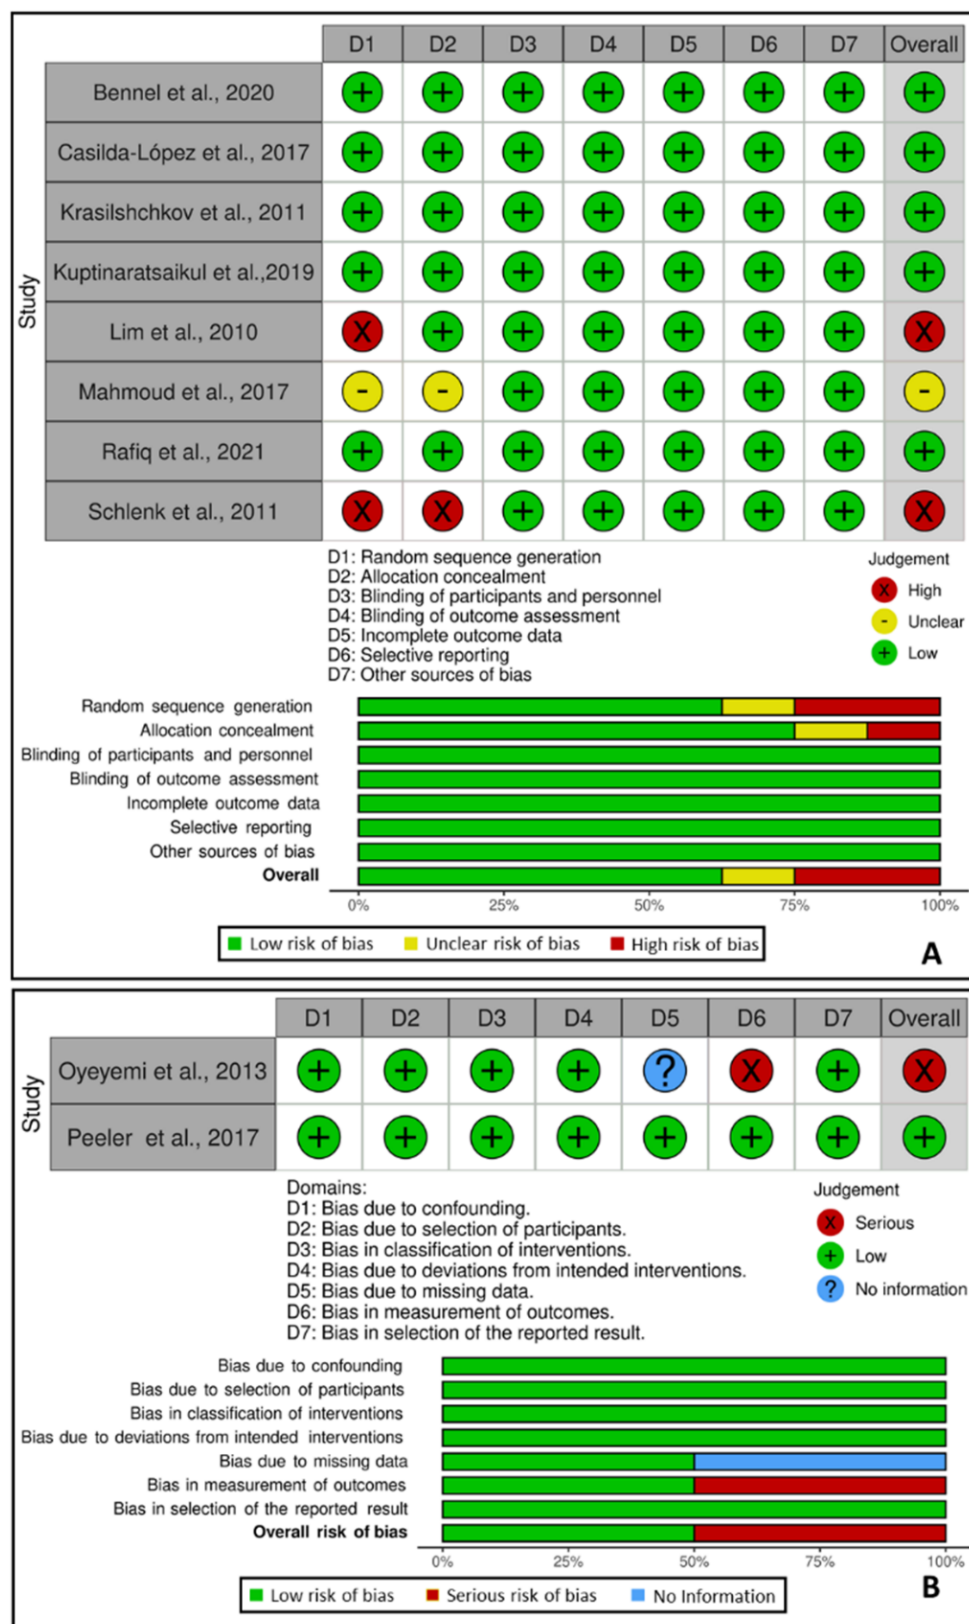 D1 D2 D3 D4 D5 D6 D7 Overall
Study
Bennel et al., 2020 + + + + + + + +
Casilda-López et al., 2017 + + + + + + + +
Krasilshchkov et al., 2011 + + + + + + + +
Kuptinaratsaikul et al.,2019 + + + + + + + +
Lim et al., 2010 X + + + + + + X
Mahmoud et al., 2017 - - + + + + + -
Rafiq et al., 2021 + + + + + + + +
Schlenk et al., 2011 X X + + + + + X
D1: Random sequence generation
D2: Allocation concealment
D3: Blinding of participants and personnel
D4: Blinding of outcome assessment
D5: Incomplete outcome data
D6: Selective reporting
D7: Other sources of bias
Judgement
X High
- Unclear
+ Low
Random sequence generation
Allocation concealment
Blinding of participants and personnel
Blinding of outcome assessment
Incomplete outcome data
Selective reporting
Other sources of bias
Overall
0% 25% 50% 75% 100%
Low risk of bias Unclear risk of bias High risk of bias
A
D1 D2 D3 D4 D5 D6 D7 Overall
Study
Oyeyemi et al., 2013 + + + + ? X + X
Peeler et al., 2017 + + + + + + + +
Domains:
D1: Bias due to confounding.
D2: Bias due to selection of participants.
D3: Bias in classification of interventions.
D4: Bias due to deviations from intended interventions.
D5: Bias due to missing data.
D6: Bias in measurement of outcomes.
D7: Bias in selection of the reported result.
Judgement
X Serious
+ Low
? No information
Bias due to confounding
Bias due to selection of participants
Bias in classification of interventions
Bias due to deviations from intended interventions
Bias due to missing data
Bias in measurement of outcomes
Bias in selection of the reported result
Overall risk of bias
0% 25% 50% 75% 100%
Low risk of bias Serious risk of bias No Information
B